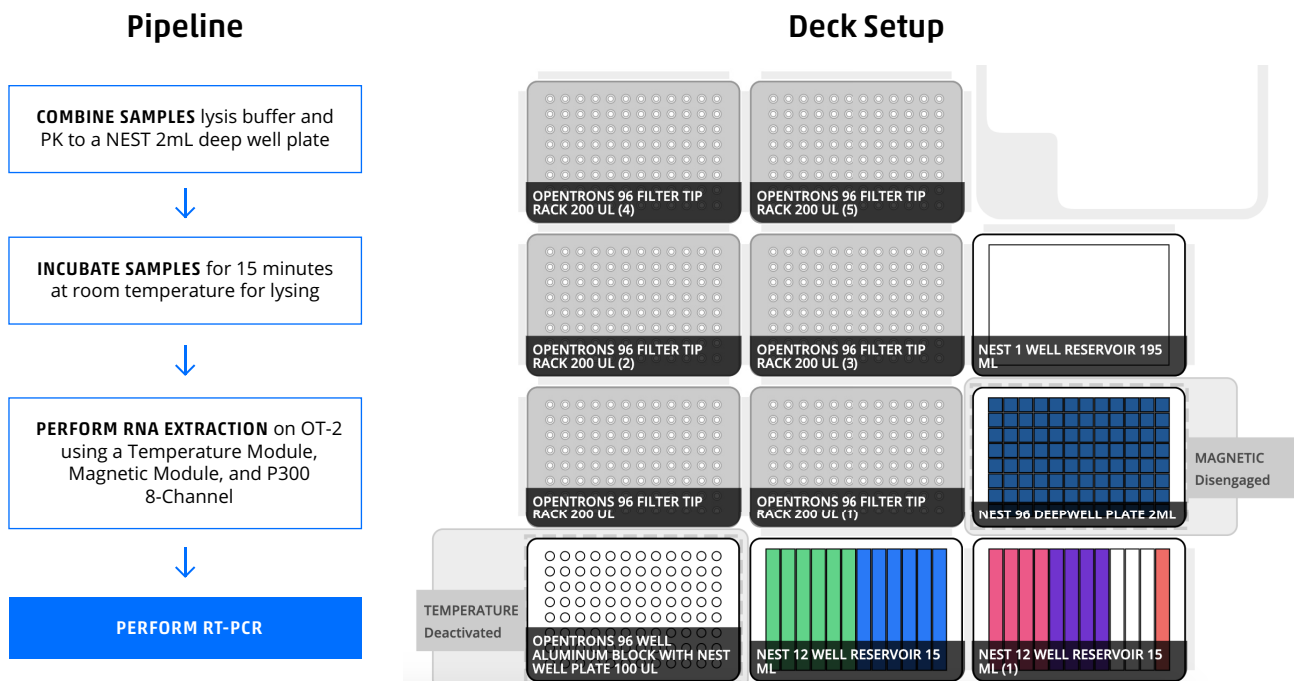 Pipeline
COMBINE SAMPLES lysis buffer and
PK to a NEST 2mL deep well plate
INCUBATE SAMPLES for 15 minutes
at room temperature for lysing
PERFORM RNA EXTRACTION on OT-2
using a Temperature Module,
Magnetic Module, and P300
8-Channel
PERFORM RT-PCR
Deck Setup
OPENTRONS 96 FILTER TIP
RACK 200 UL (4)
OPENTRONS 96 FILTER TIP
RACK 200 UL (5)
OPENTRONS 96 FILTER TIP
RACK 200 UL (2)
OPENTRONS 96 FILTER TIP
RACK 200 UL (3)
NEST 1 WELL RESERVOIR 195
ML
OPENTRONS 96 FILTER TIP
RACK 200 UL
OPENTRONS 96 FILTER TIP
RACK 200 UL (1)
NEST 96 DEEPWELL PLATE 2ML
MAGNETIC
Disengaged
TEMPERATURE
Deactivated
OPENTRONS 96 WELL
ALUMINUM BLOCK WITH NEST
WELL PLATE 100 UL
NEST 12 WELL RESERVOIR 15
ML
NEST 12 WELL RESERVOIR 15
ML (1)